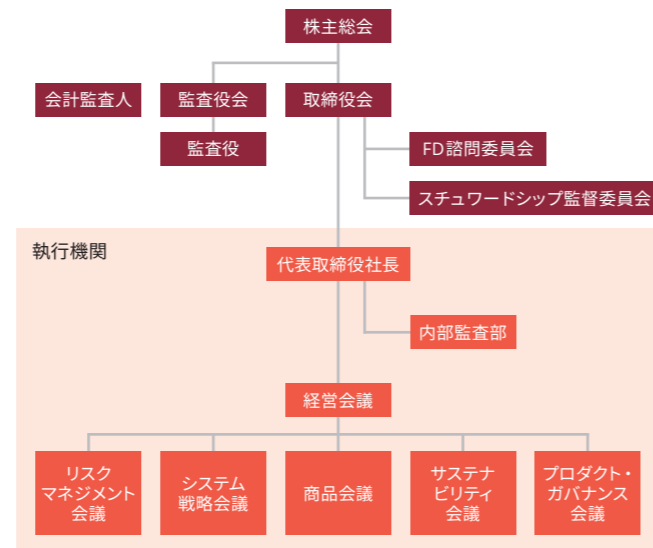 株主総会
会計監査人
監査役会
取締役会
監査役
FD諮問委員会
スチュワードシップ監督委員会
執行機関
代表取締役社長
内部監査部
経営会議
リスク
マネジメント
会議
システム
戦略会議
商品会議
サステナ
ビリティ
会議
プロダクト・
ガバナンス
会議